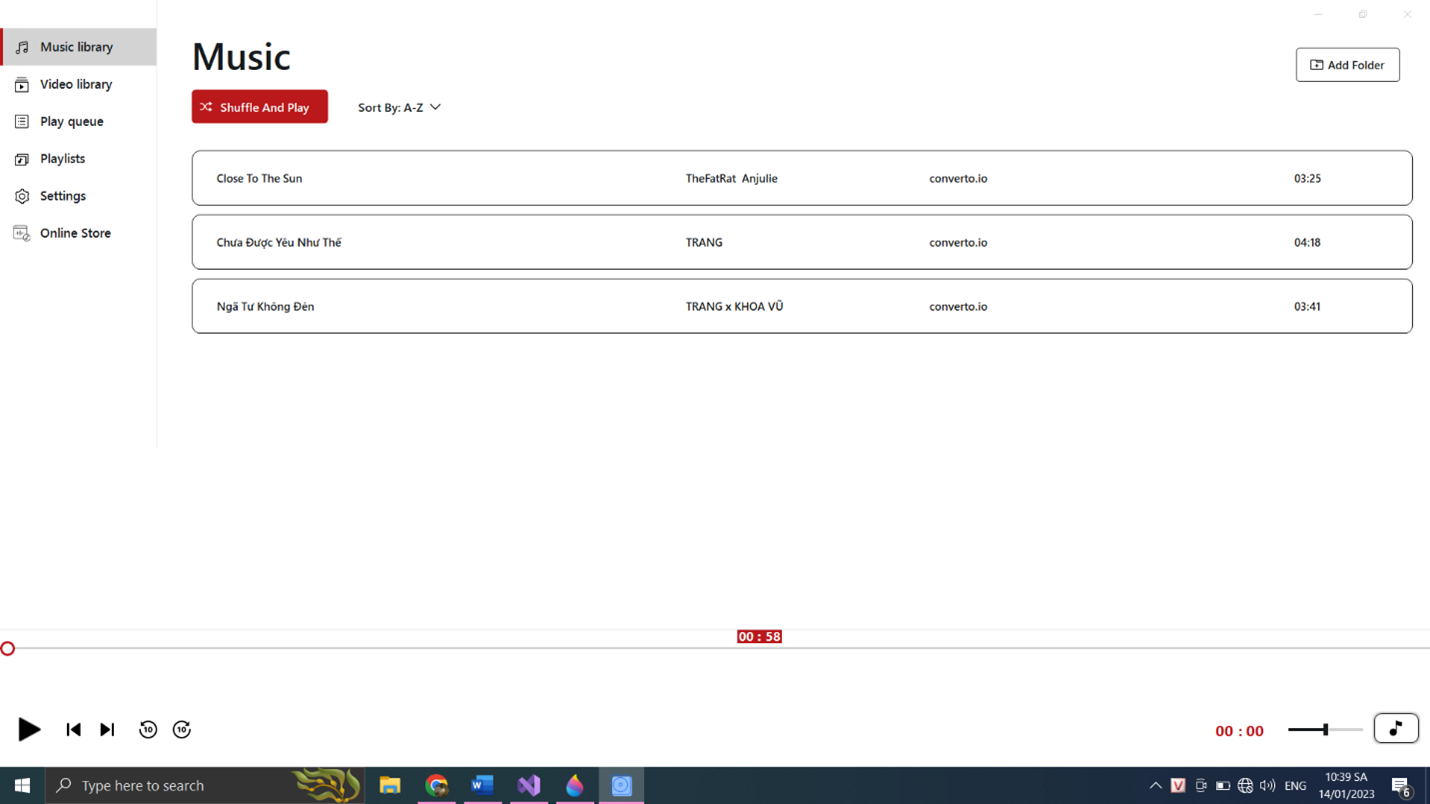 Music library
Video library
Play queue
Playlists
Settings
Online Store
Music
Add Folder
Shuffle And Play
Sort By: A-Z
Close To The Sun TheFatRat Anjulie converto.io 03:25
Chưa Được Yêu Như Thế TRANG converto.io 04:18
Ngã Tư Không Đèn TRANG x KHOA VŨ converto.io 03:41
00 : 58
10 10
00 : 00
Type here to search
W
V
ENG
10:39 SA
14/01/2023
6